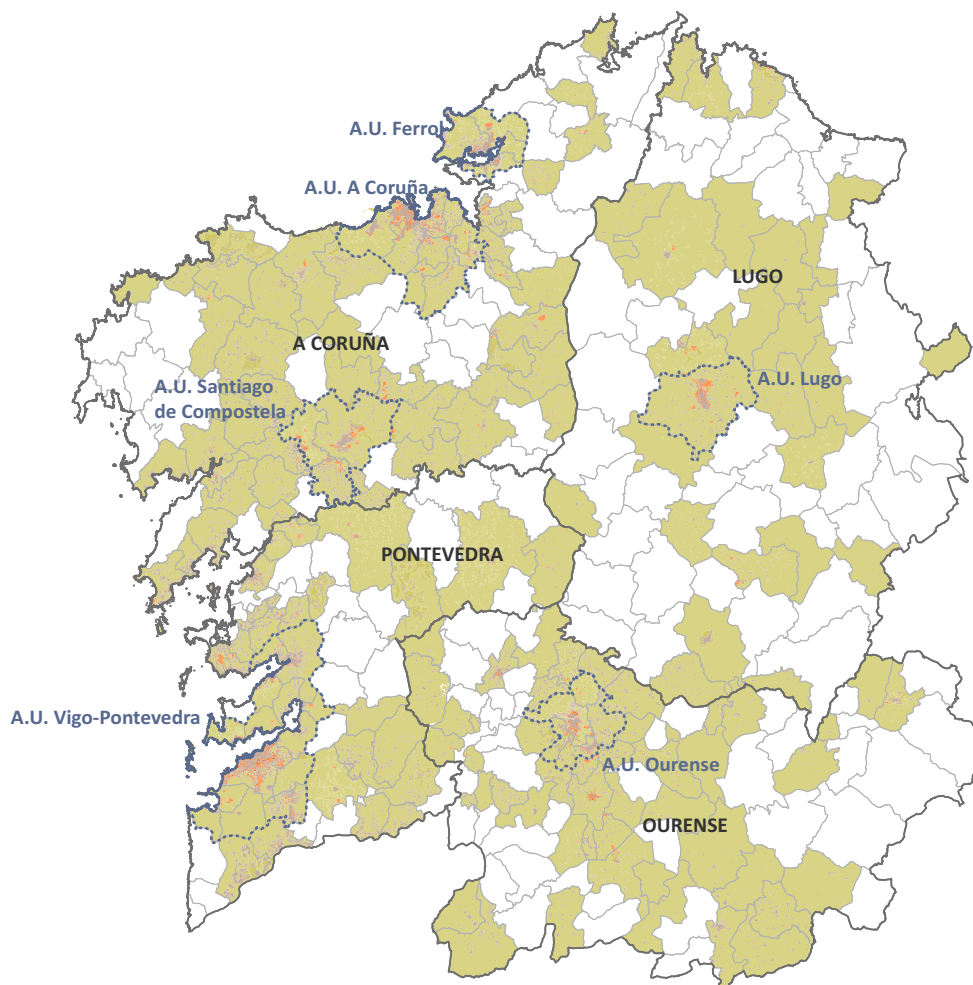 A.U. Ferrol
A.U. A Coruña
LUGO
A CORUÑA
A.U. Lugo
A.U. Santiago
de Compostela
PONTEVEDRA
A.U. Vigo-Pontevedra
A.U. Ourense
OURENSE